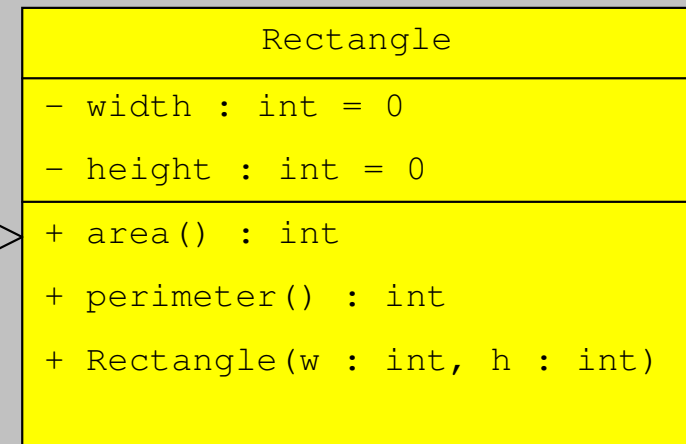 Rectangle
- width : int = 0
- height : int = 0
+ area() : int
+ perimeter() : int
+ Rectangle(w : int, h : int)